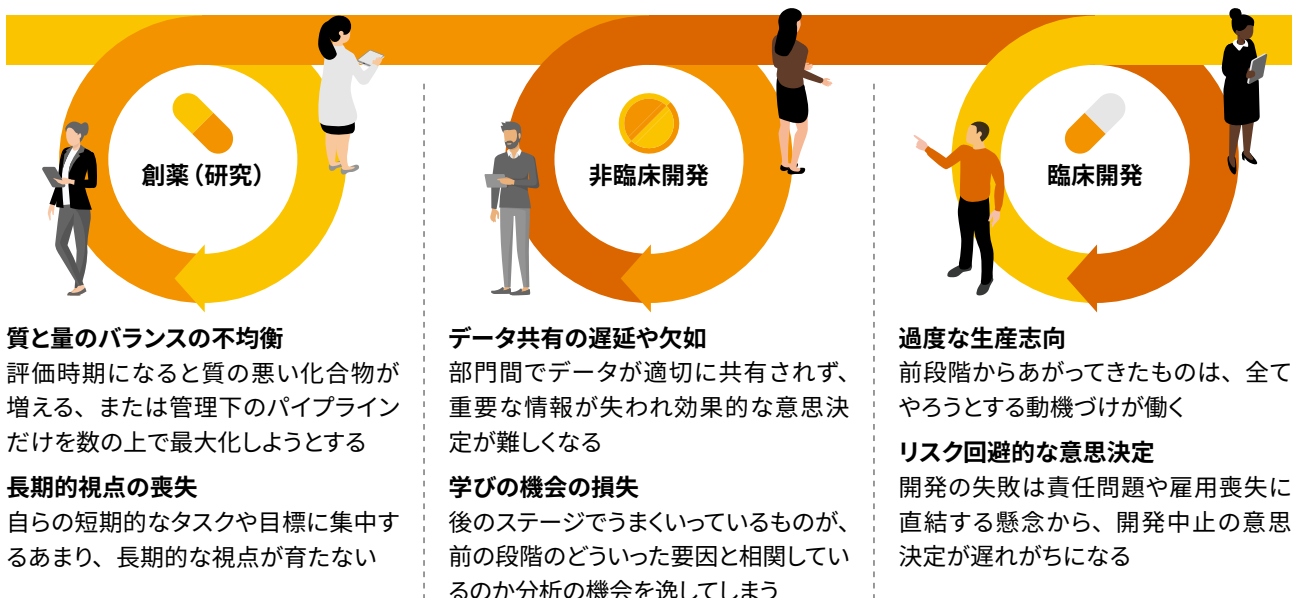 創薬（研究）
質と量のバランスの不均衡
評価時期になると質の悪い化合物が
増える、または管理下のパイプライン
だけを数の上で最大化しようとする
長期的視点の喪失
自らの短期的なタスクや目標に集中す
るあまり、長期的な視点が育たない
非臨床開発
データ共有の遅延や欠如
部門間でデータが適切に共有されず、
重要な情報が失われ効果的な意思決
定が難しくなる
学びの機会の損失
後のステージでうまくいっているものが、
前の段階のどういった要因と相関してい
るのか分析の機会を逸してしまう
臨床開発
過度な生産志向
前段階からあがってきたものは、全て
やろうとする動機づけが働く
リスク回避的な意思決定
開発の失敗は責任問題や雇用喪失に
直結する懸念から、開発中止の意思
決定が遅れがちになる